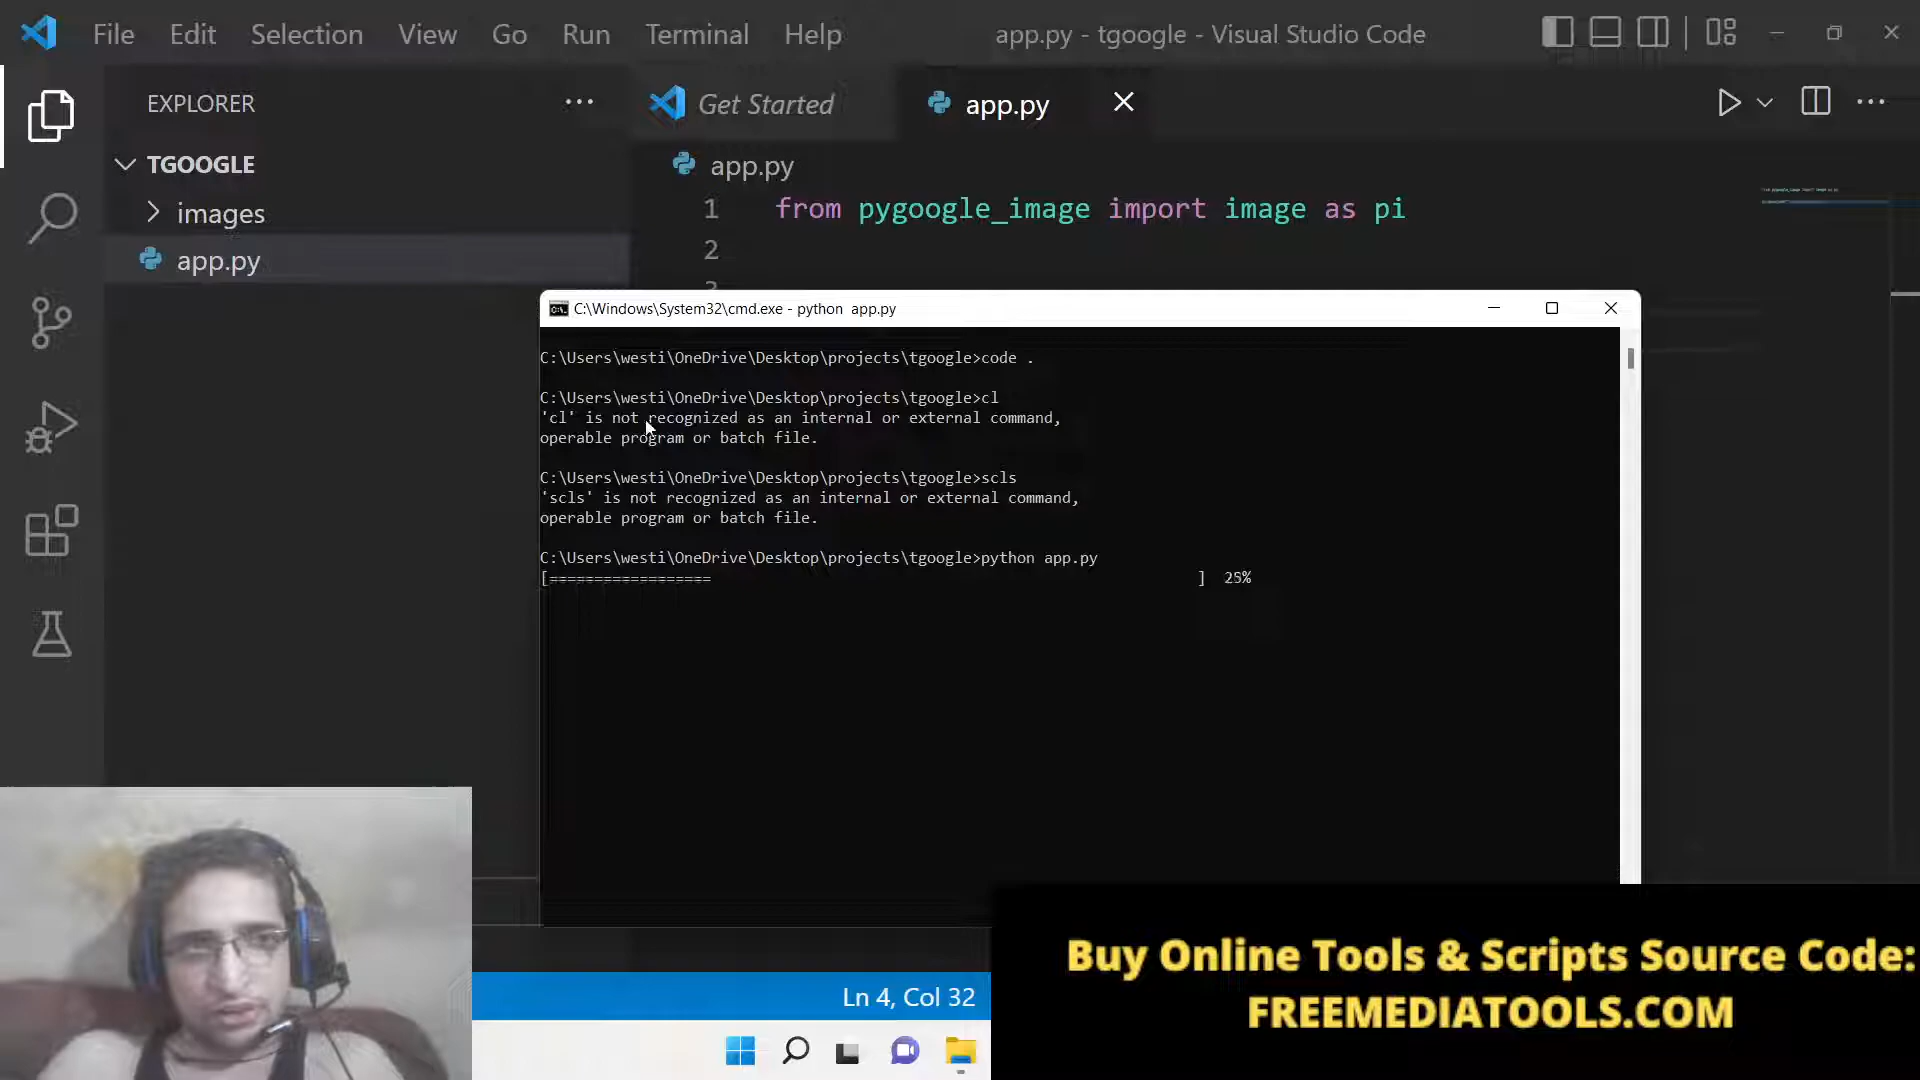 File Edit Selection View Go Run Terminal Help
app.py - tgoogle - Visual Studio Code
EXPLORER
TGOOGLE
images
app.py
Get Started
app.py
app.py
1 from pygoogle_image import image as pi
2
C:\Windows\System32\cmd.exe - python  app.py
C:\Users\westi\OneDrive\Desktop\projects\tgoogle>code .
C:\Users\westi\OneDrive\Desktop\projects\tgoogle>cl
'cl' is not recognized as an internal or external command,
operable program or batch file.
C:\Users\westi\OneDrive\Desktop\projects\tgoogle>scls
'scls' is not recognized as an internal or external command,
operable program or batch file.
C:\Users\westi\OneDrive\Desktop\projects\tgoogle>python app.py
[================== ] 25%
Ln 4, Col 32
Buy Online Tools & Scripts Source Code:
FREEMEDIATOOLS.COM